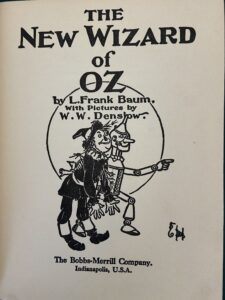 THE
NEW WIZARD
of
OZ
by L. Frank Baum.
With Pictures by
W. W. Denslow.
The Bobbs-Merrill Company.
Indianapolis, U.S.A.